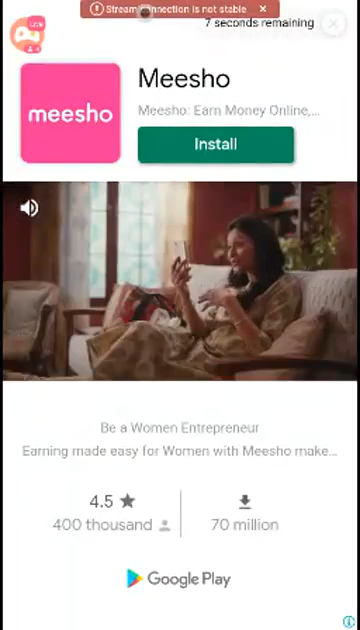 Stream connection is not stable
7 seconds remaining
LIVE
meesho
Meesho
Meesho: Earn Money Online,...
Install
Be a Women Entrepreneur
Earning made easy for Women with Meesho make...
4.5
400 thousand
70 million
Google Play